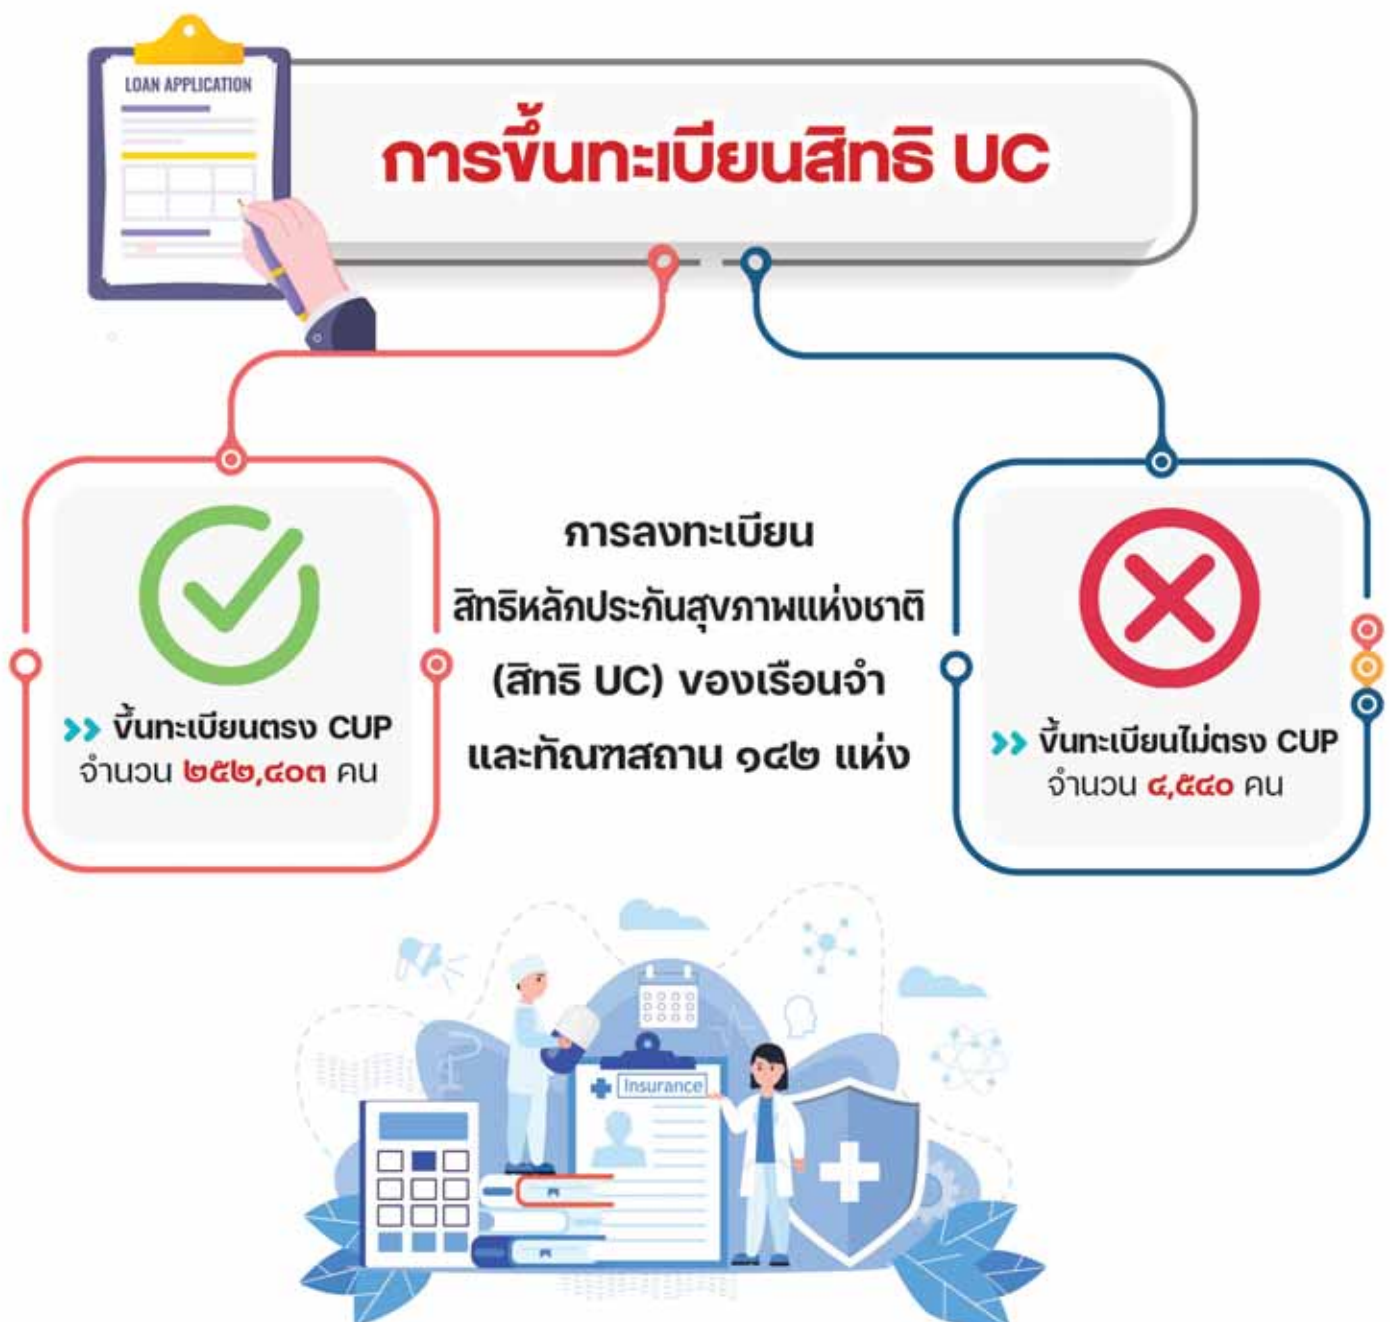 LOAN APPLICATION
การขึ้นทะเบียนสิทธิ UC
การลงทะเบียน
สิทธิหลักประกันสุขภาพแห่งชาติ
(สิทธิ UC) ของเรือนจำ
และทัณฑสถาน ๑๔๒ แห่ง
ขึ้นทะเบียนตรง CUP
จำนวน ๒๕๒,๔๐๓ คน
ขึ้นทะเบียนไม่ตรง CUP
จำนวน ๔,๕๔๐ คน
Insurance